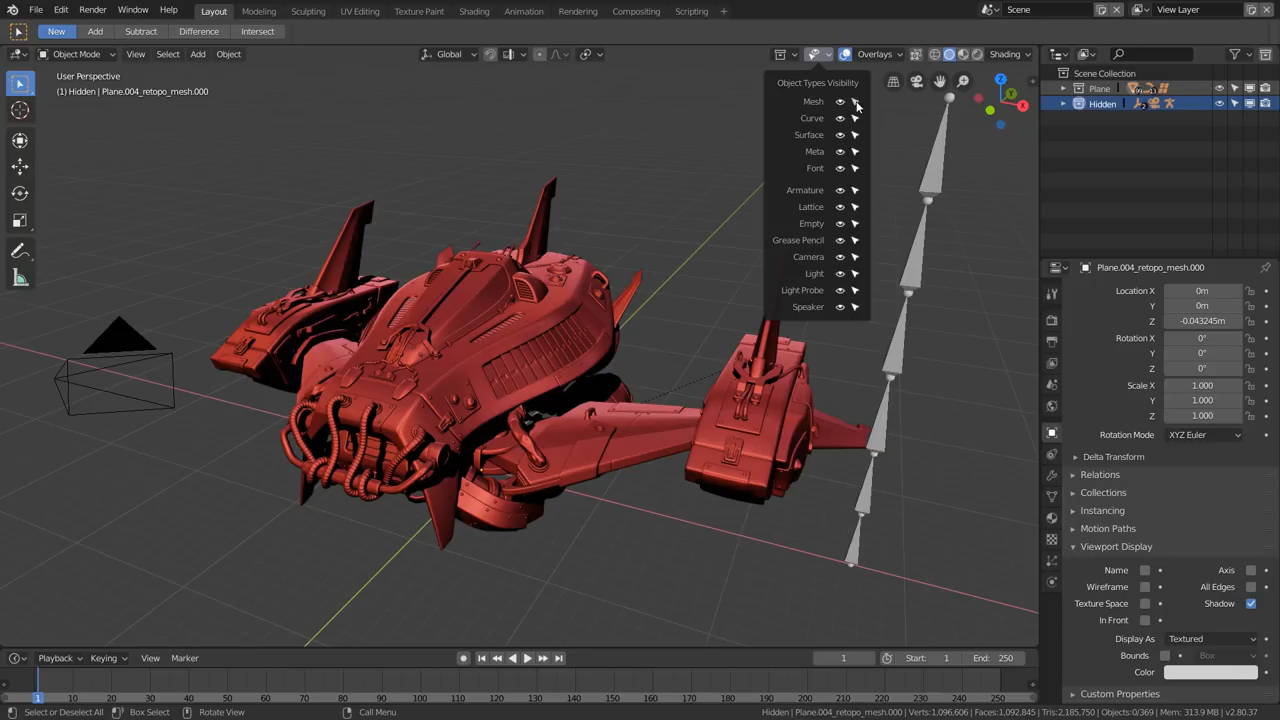 File Edit Render Window Help Layout Modeling Sculpting UV Editing Texture Paint Shading Animation Rendering Compositing Scripting + Scene View Layer
New Add Subtract Difference Intersect
Object Mode View Select Add Object Global Overlays Shading
User Perspective
(1) Hidden | Plane.004_retopo_mesh.000
Object Types Visibility
Mesh
Curve
Surface
Meta
Font
Armature
Lattice
Empty
Grease Pencil
Camera
Light
Light Probe
Speaker
Z
Y
X
Scene Collection
Plane
Hidden 2
Plane.004_retopo_mesh.000
Location X 0m
Y 0m
Z -0.043245m
Rotation X 0°
Y 0°
Z 0°
Scale X 1.000
Y 1.000
Z 1.000
Rotation Mode XYZ Euler
Delta Transform
Relations
Collections
Instancing
Motion Paths
Viewport Display
Name Axis
Wireframe All Edges
Texture Space Shadow
In Front
Display As Textured
Bounds Box
Color
Custom Properties
Playback Keying View Marker 1 Start: 1 End: 250
1 10 20 30 40 50 60 70 80 90 100 110 120 130 140 150 160 170 180 190 200 210 220 230 240 250
Select or Deselect All Box Select Rotate View Call Menu Hidden | Plane.004_retopo_mesh.000 | Verts:1,096,606 | Faces:1,092,845 | Tris:2,185,750 | Objects:0/369 | Mem: 313.9 MB | v2.80.37